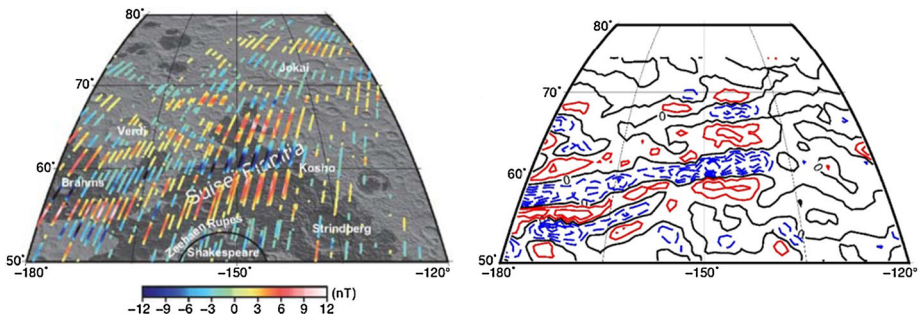 80°
70°
60°
50°
Jokai
Verdi
Kosho
Brahms
Suisei Planitia
Zeehaen Rupes
Strindberg
Shakespeare
-180°
-150°
-120°
-12 -9 -6 -3 0 3 6 9 12 (nT)
80°
70°
60°
50°
0
0
0
-180°
-150°
-120°